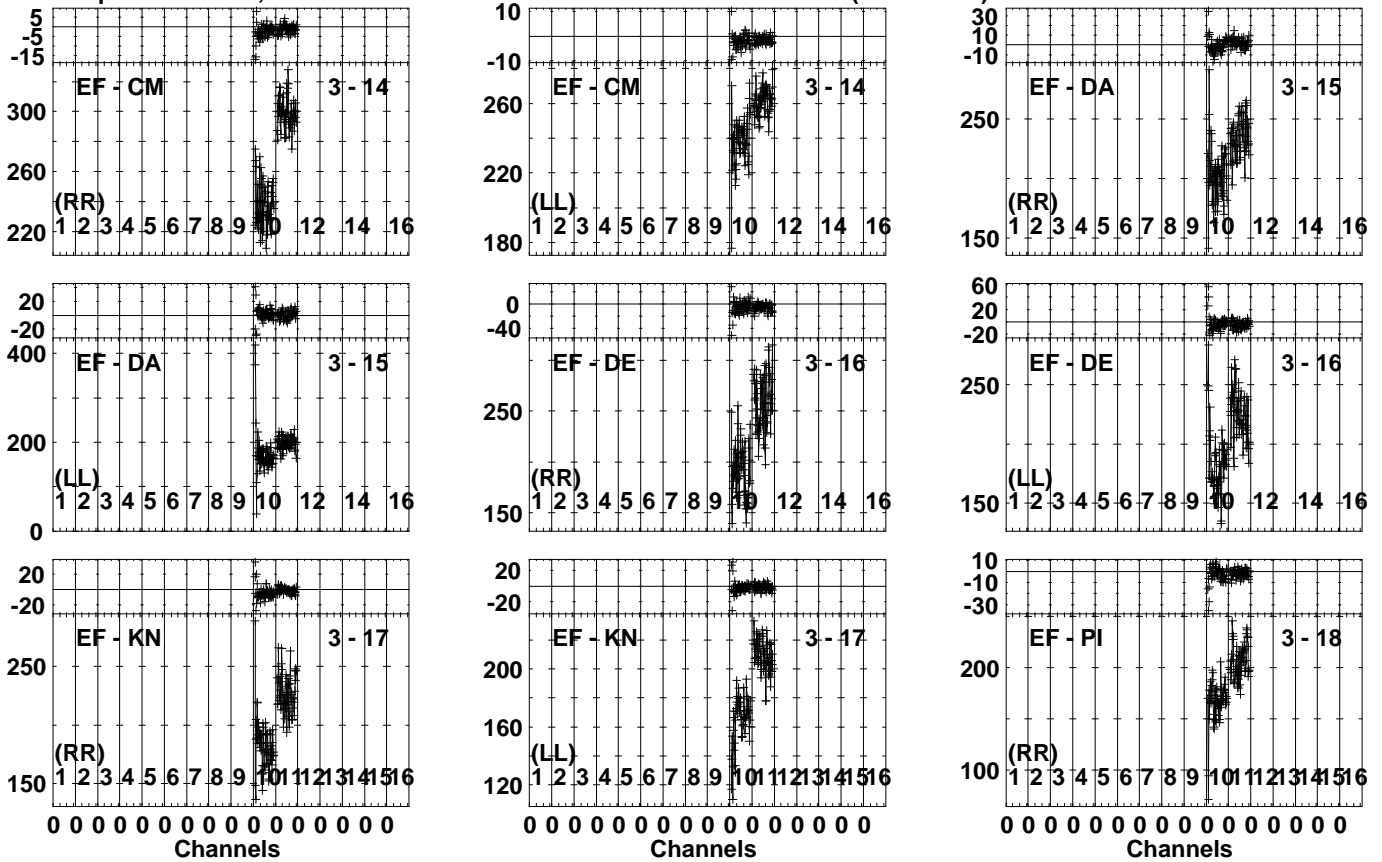 5
-5
-15
EF - CM 3 - 14
300
260
(RR)
1 2 3 4 5 6 7 8 9 10 12 14 16
220
10
-10
EF - CM 3 - 14
260
220
(LL)
1 2 3 4 5 6 7 8 9 10 12 14 16
180
30
10
-10
EF - DA 3 - 15
250
(RR)
1 2 3 4 5 6 7 8 9 10 12 14 16
150
20
-20
400
EF - DA 3 - 15
200
(LL)
1 2 3 4 5 6 7 8 9 10 12 14 16
0
0
-40
EF - DE 3 - 16
250
(RR)
1 2 3 4 5 6 7 8 9 10 12 14 16
150
60
20
-20
EF - DE 3 - 16
250
(LL)
1 2 3 4 5 6 7 8 9 10 12 14 16
150
20
-20
EF - KN 3 - 17
250
(RR)
1 2 3 4 5 6 7 8 9 10 11 12 13 14 15 16
150
0 0 0 0 0 0 0 0 0 0 0 0 0 0 0 0
Channels
20
-20
EF - KN 3 - 17
200
160
(LL)
1 2 3 4 5 6 7 8 9 10 11 12 13 14 15 16
120
0 0 0 0 0 0 0 0 0 0 0 0 0 0 0 0
Channels
10
-10
-30
EF - PI 3 - 18
200
(RR)
1 2 3 4 5 6 7 8 9 10 11 12 13 14 15 16
100
0 0 0 0 0 0 0 0 0 0 0 0 0 0 0 0
Channels